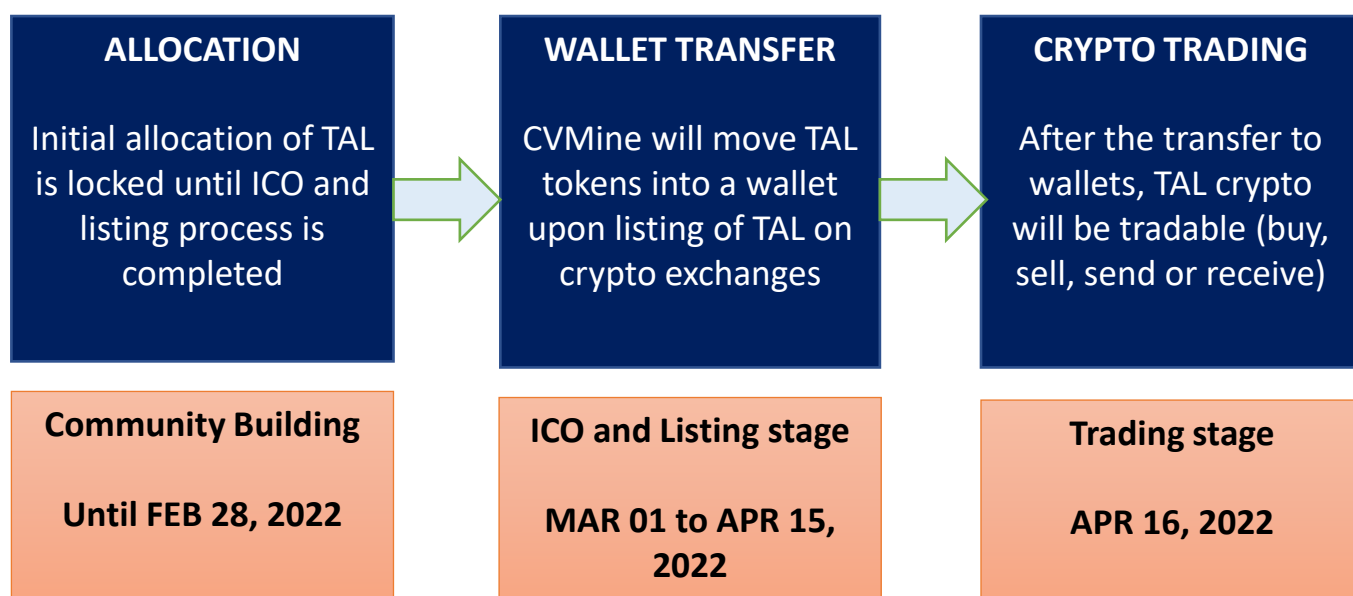 ALLOCATION
Initial allocation of TAL
is locked until ICO and
listing process is
completed
WALLET TRANSFER
CVMine will move TAL
tokens into a wallet
upon listing of TAL on
crypto exchanges
CRYPTO TRADING
After the transfer to
wallets, TAL crypto
will be tradable (buy,
sell, send or receive)
Community Building
Until FEB 28, 2022
ICO and Listing stage
MAR 01 to APR 15,
2022
Trading stage
APR 16, 2022